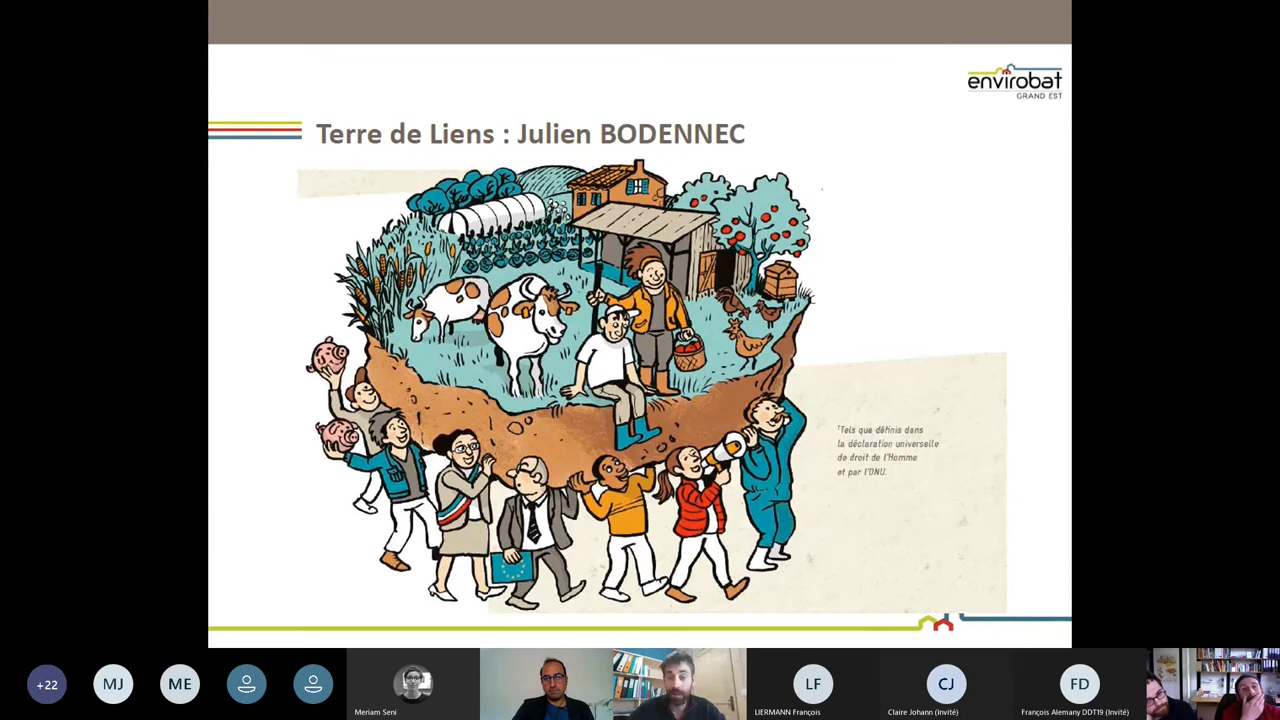 envirobat
GRAND EST
Terre de Liens : Julien BODENNEC
¹Tels que définis dans
la déclaration universelle
de droit de l'Homme
et par l'ONU.
+22
MJ
ME
LF
CJ
FD
Meriam Seni
LIERMANN François
Claire Johann (Invité)
François Alemany DDT19 (Invité)